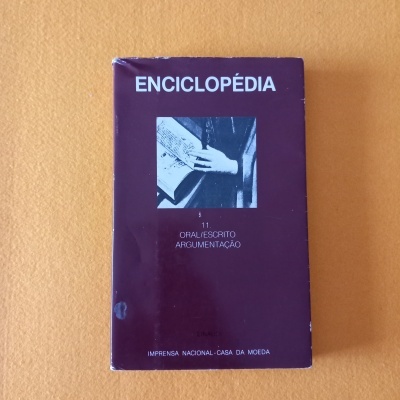 ENCICLOPÉDIA
11
ORAL/ESCRITO
ARGUMENTAÇÃO
IMPRENSA NACIONAL-CASA DA MOEDA